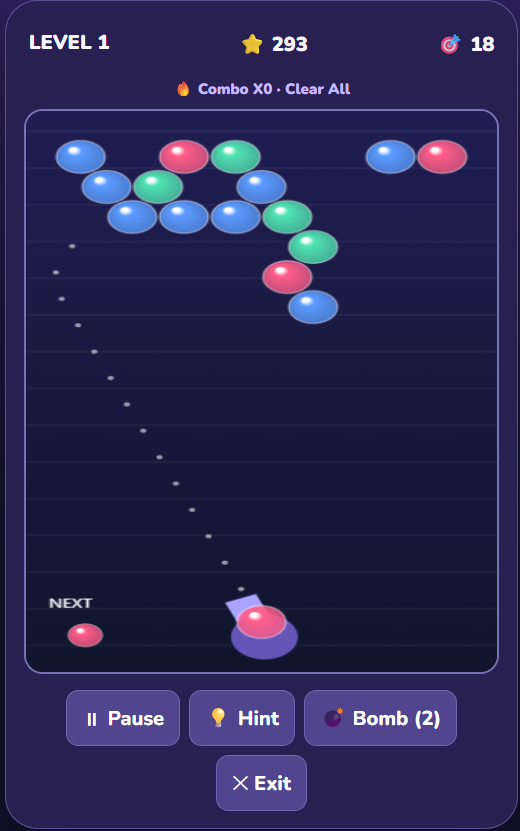 LEVEL 1
⭐ 293
🎯 18
🔥 Combo X0 · Clear All
NEXT
⏸ Pause
💡 Hint
💣 Bomb (2)
✕ Exit